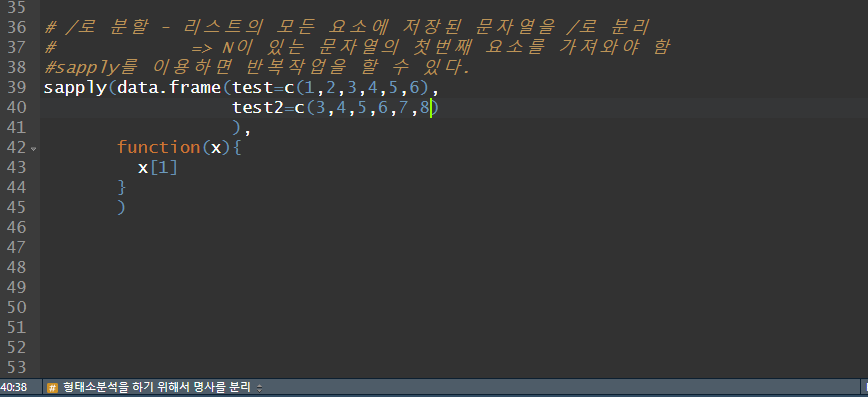 35
36 # /로 분할 - 리스트의 모든 요소에 저장된 문자열을 /로 분리
37 #             => N이 있는 문자열의 첫번째 요소를 가져와야 함
38 #sapply를 이용하면 반복작업을 할 수 있다.
39 sapply(data.frame(test=c(1,2,3,4,5,6),
40                   test2=c(3,4,5,6,7,8)
41                   ),
42        function(x){
43          x[1]
44        }
45        )
46
47
48
49
50
51
52
53
40:38 # 형태소분석을 하기 위해서 명사를 분리